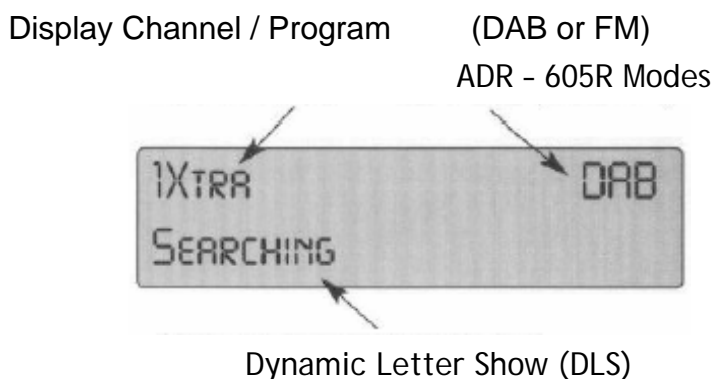 Display Channel / Program (DAB or FM)
ADR – 605R Modes
1XTRA DAB
SEARCHING
Dynamic Letter Show (DLS)